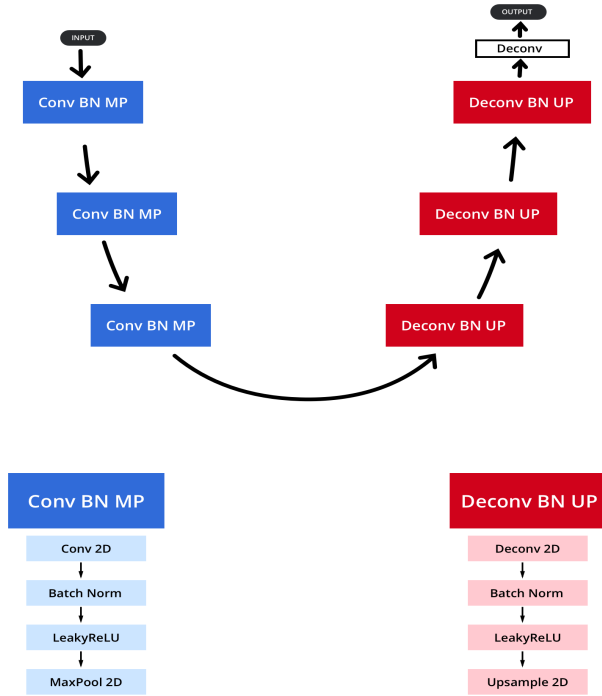 INPUT
Conv BN MP
Conv BN MP
Conv BN MP
OUTPUT
Deconv
Deconv BN UP
Deconv BN UP
Deconv BN UP
Conv BN MP
Conv 2D
Batch Norm
LeakyReLU
MaxPool 2D
Deconv BN UP
Deconv 2D
Batch Norm
LeakyReLU
Upsample 2D